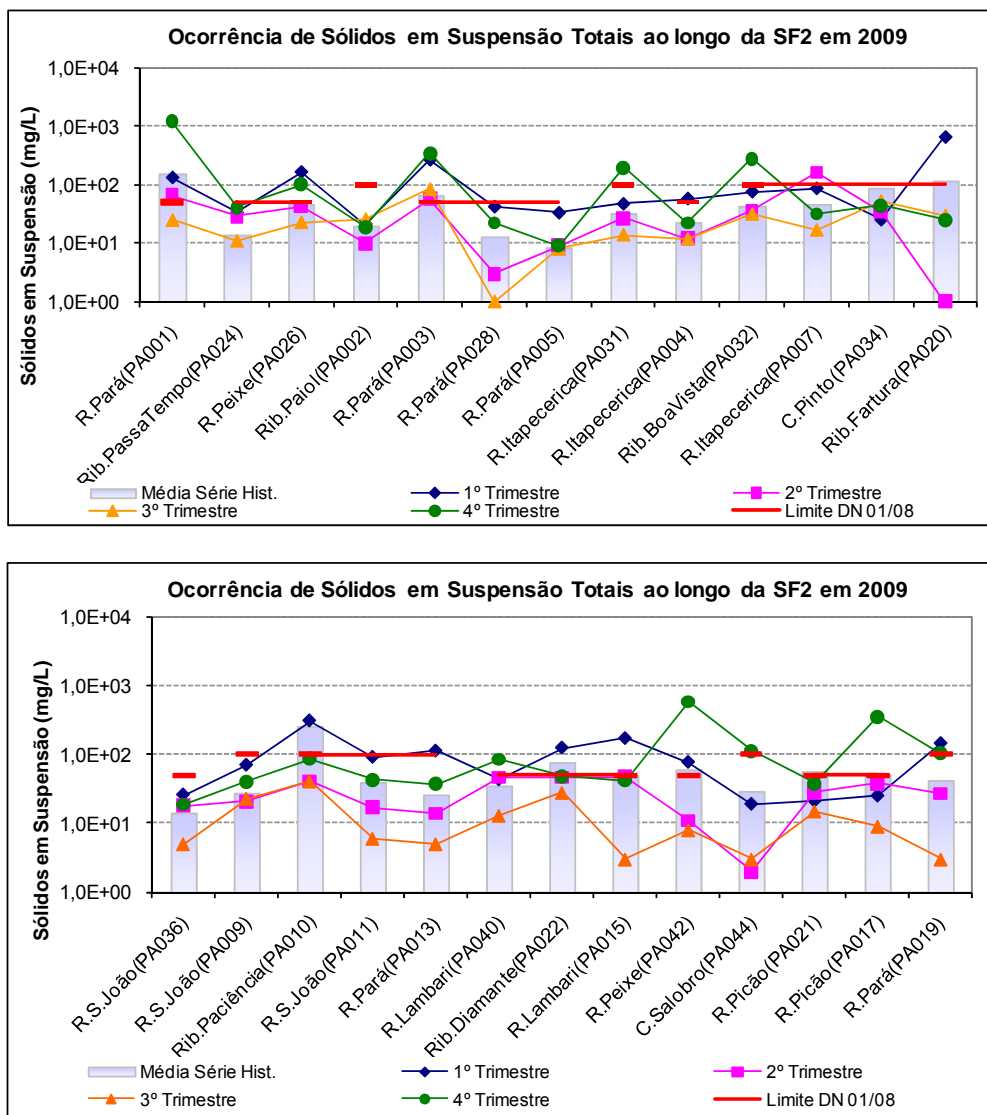 Ocorrência de Sólidos em Suspensão Totais ao longo da SF2 em 2009
Sólidos em Suspensão (mg/L)
1,0E+04
1,0E+03
1,0E+02
1,0E+01
1,0E+00
R.Pará(PA001)
Rib.PassaTempo(PA024)
R.Peixe(PA026)
Rib.Paiol(PA002)
R.Pará(PA003)
R.Pará(PA028)
R.Pará(PA005)
R.Itapecerica(PA031)
R.Itapecerica(PA004)
Rib.BoaVista(PA032)
R.Itapecerica(PA007)
C.Pinto(PA034)
Rib.Fartura(PA020)
Média Série Hist.
1º Trimestre
2º Trimestre
3º Trimestre
4º Trimestre
Limite DN 01/08
Ocorrência de Sólidos em Suspensão Totais ao longo da SF2 em 2009
Sólidos em Suspensão (mg/L)
1,0E+04
1,0E+03
1,0E+02
1,0E+01
1,0E+00
R.S.João(PA036)
R.S.João(PA009)
Rib.Paciência(PA010)
R.S.João(PA011)
R.Pará(PA013)
R.Lambari(PA040)
Rib.Diamante(PA022)
R.Lambari(PA015)
R.Peixe(PA042)
C.Salobro(PA044)
R.Picão(PA021)
R.Picão(PA017)
R.Pará(PA019)
Média Série Hist.
1º Trimestre
2º Trimestre
3º Trimestre
4º Trimestre
Limite DN 01/08